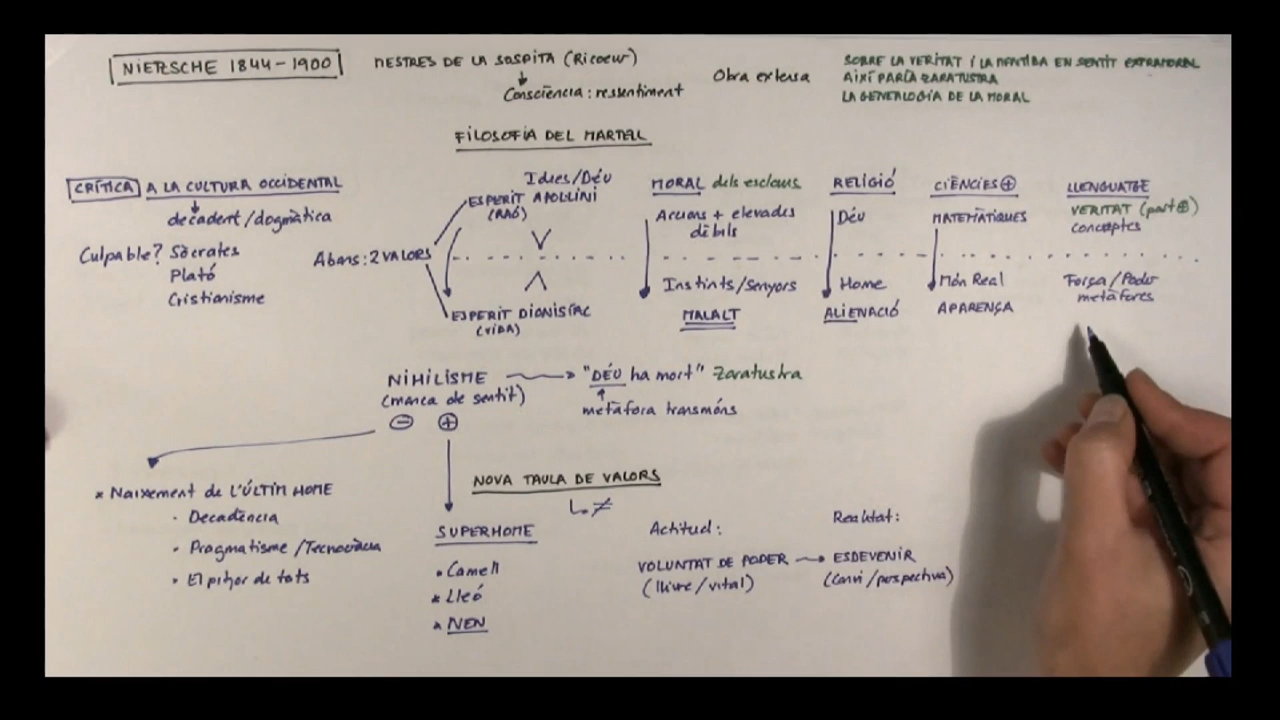 NIETZSCHE 1844-1900
MESTRES DE LA SOSPITA (Ricoeur)
Consciència: ressentiment
Obra extensa
SOBRE LA VERITAT I LA MENTIDA EN SENTIT EXTRAMORAL
AIXÍ PARLÀ ZARATUSTRA
LA GENEALOGIA DE LA MORAL
FILOSOFIA DEL MARTELL
CRÍTICA A LA CULTURA OCCIDENTAL
decadent/dogmàtica
Culpable? Sòcrates
Plató
Cristianisme
Abans: 2 VALORS
Idees/Déu
ESPERIT APOL·LINI
(RAÓ)
ESPERIT DIONISÍAC
(VIDA)
MORAL dels esclaus
Accions + elevades
dèbils
Instints/Senyors
MALALT
RELIGIÓ
Déu
Home
ALIENACIÓ
CIÈNCIES ⊕
MATEMÀTIQUES
Món Real
APARENÇA
LLENGUATGE
VERITAT (part ⊕)
conceptes
Força/Poder
metàfores
NIHILISME → "DÉU ha mort" Zaratustra
(manca de sentit)
metàfora transmóns
⊖ ⊕
* Naixement de L'ÚLTIM HOME
· Decadència
· Pragmatisme/Tecnocràcia
· El pitjor de tots
NOVA TAULA DE VALORS
↳ ≠
SUPERHOME
• Camell
* Lleó
* NEN
Actitud:
VOLUNTAT DE PODER → ESDEVENIR
(lliure/vital)
Realitat:
(Canvi/perspectiva)